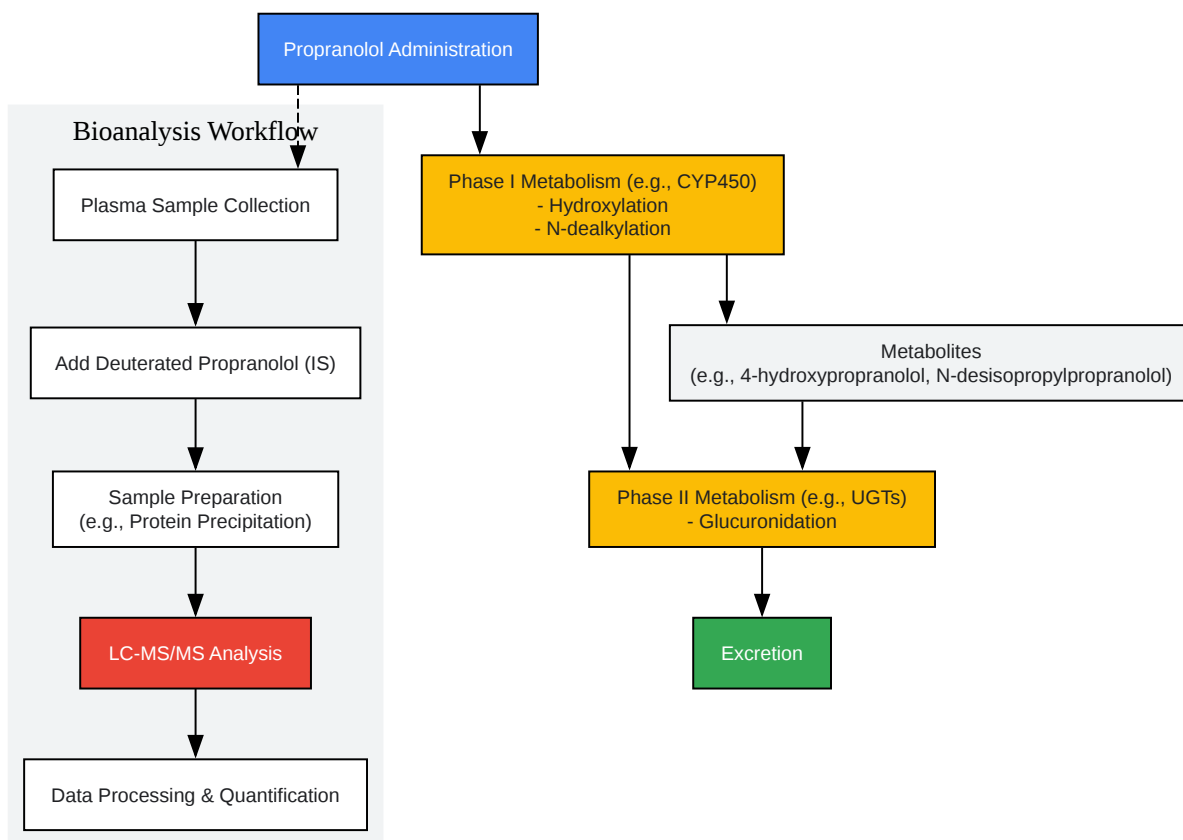 Propranolol Administration
Bioanalysis Workflow
Plasma Sample Collection
Add Deuterated Propranolol (IS)
Sample Preparation
(e.g., Protein Precipitation)
LC-MS/MS Analysis
Data Processing & Quantification
Phase I Metabolism (e.g., CYP450)
- Hydroxylation
- N-dealkylation
Metabolites
(e.g., 4-hydroxypropranolol, N-desisopropylpropranolol)
Phase II Metabolism (e.g., UGTs)
- Glucuronidation
Excretion